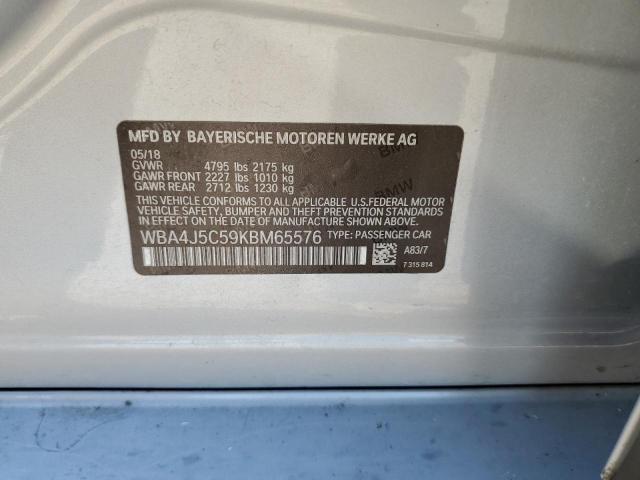 MFD BY BAYERISCHE MOTOREN WERKE AG
05/18
GVWR 4795 lbs 2175 kg
GAWR FRONT 2227 lbs 1010 kg
GAWR REAR 2712 lbs 1230 kg
THIS VEHICLE CONFORMS TO ALL APPLICABLE U.S.FEDERAL MOTOR
VEHICLE SAFETY, BUMPER AND THEFT PREVENTION STANDARDS
IN EFFECT ON THE DATE OF MANUFACTURE SHOWN ABOVE.
WBA4J5C59KBM65576 TYPE: PASSENGER CAR
A83/7
7 315 814
BMW
BMW